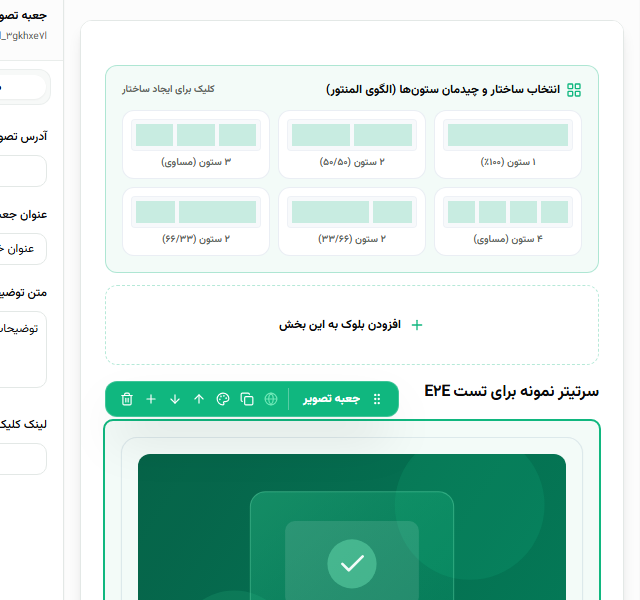 انتخاب ساختار و چیدمان ستون‌ها (الگوی المنتور)
کلیک برای ایجاد ساختار
۱ ستون (۱۰۰٪)
۲ ستون (۵۰/۵۰)
۳ ستون (مساوی)
۴ ستون (مساوی)
۲ ستون (۳۳/۶۶)
۲ ستون (۶۶/۳۳)
افزودن بلوک به این بخش
سرتیتر نمونه برای تست E2E
جعبه تصویر
جعبه تصو
آدرس تصو
عنوان جعب
عنوان خ
متن توضی
توضیحا
لینک کلیک